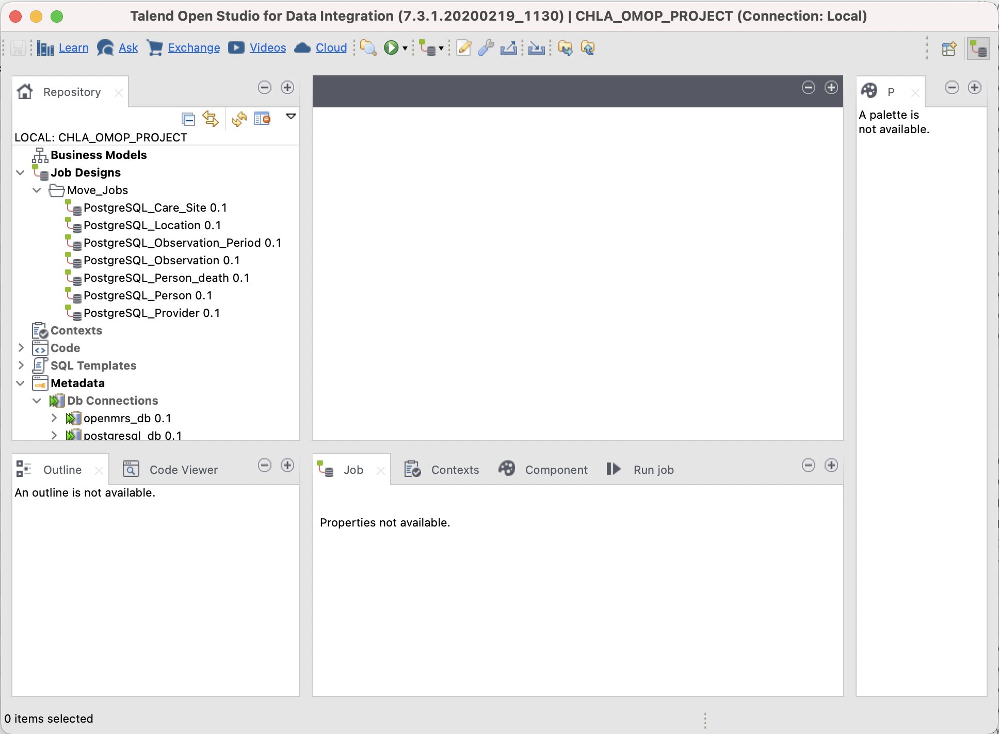 Talend Open Studio for Data Integration (7.3.1.20200219_1130) | CHLA_OMOP_PROJECT (Connection: Local)
Learn Ask Exchange Videos Cloud
Repository
LOCAL: CHLA_OMOP_PROJECT
Business Models
Job Designs
Move_Jobs
PostgreSQL_Care_Site 0.1
PostgreSQL_Location 0.1
PostgreSQL_Observation_Period 0.1
PostgreSQL_Observation 0.1
PostgreSQL_Person_death 0.1
PostgreSQL_Person 0.1
PostgreSQL_Provider 0.1
Contexts
Code
SQL Templates
Metadata
Db Connections
openmrs_db 0.1
postgresql_db 0.1
P
A palette is
not available.
Outline Code Viewer
An outline is not available.
Job Contexts Component Run job
Properties not available.
0 items selected